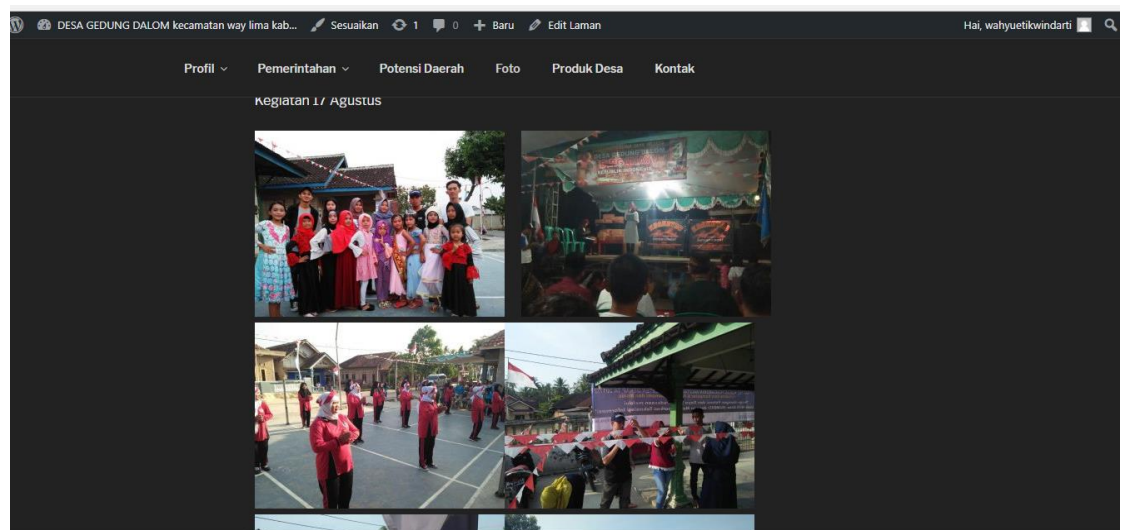 DESA GEDUNG DALOM kecamatan way lima kab... Sesuaikan 1 0 Baru Edit Laman Hai, wahyuetikwindarti
Profil Pemerintahan Potensi Daerah Foto Produk Desa Kontak
Kegiatan 17 Agustus